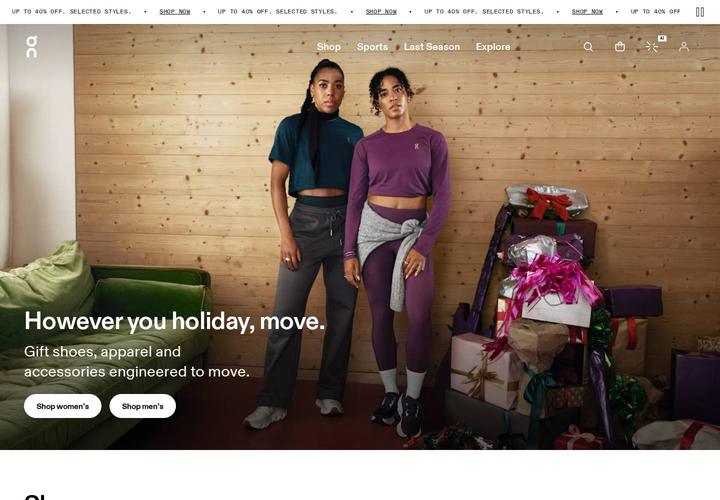 UP TO 40% OFF. SELECTED STYLES. • SHOP NOW • UP TO 40% OFF. SELECTED STYLES. • SHOP NOW • UP TO 40% OFF. SELECTED STYLES. • SHOP NOW • UP TO 40% OFF
Shop Sports Last Season Explore
AI
However you holiday, move.
Gift shoes, apparel and
accessories engineered to move.
Shop women's Shop men's